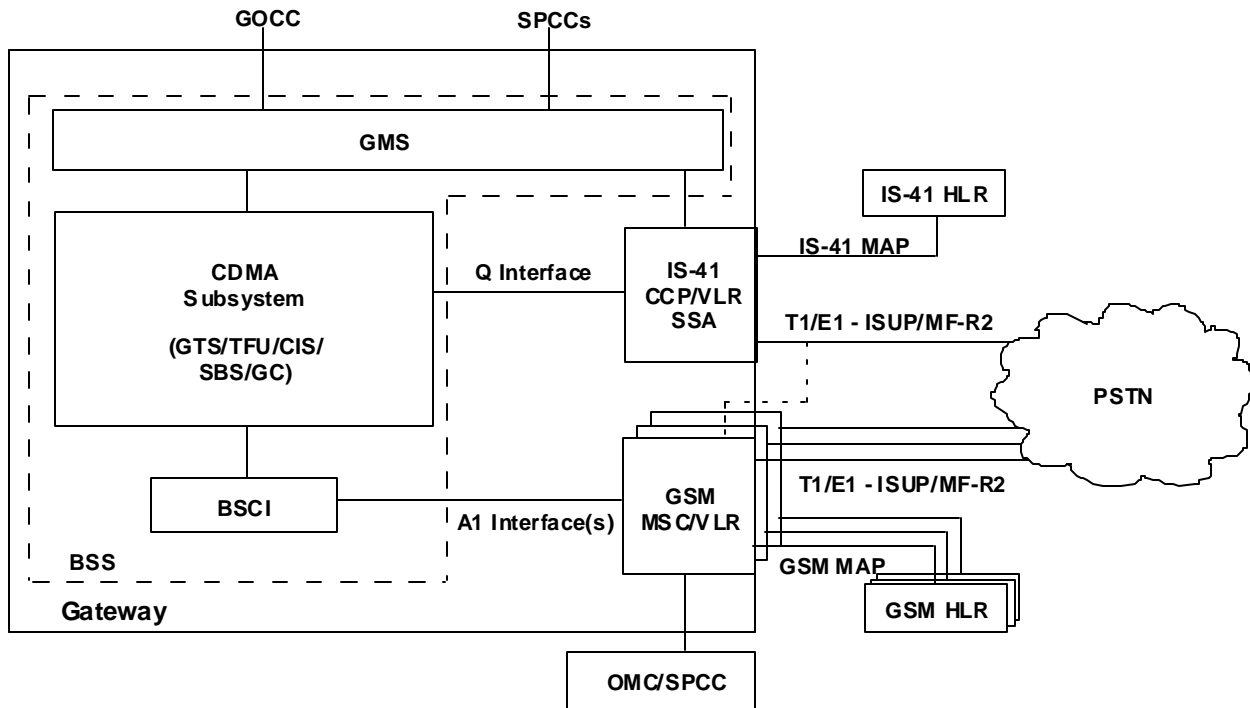 GOCC
SPCCs
GMS
IS-41 HLR
CDMA
Subsystem
(GTS/TFU/CIS/
SBS/GC)
Q Interface
IS-41
CCP/VLR
SSA
IS-41 MAP
T1/E1 - ISUP/MF-R2
PSTN
BSCI
A1 Interface(s)
GSM
MSC/VLR
T1/E1 - ISUP/MF-R2
GSM MAP
BSS
Gateway
GSM HLR
OMC/SPCC